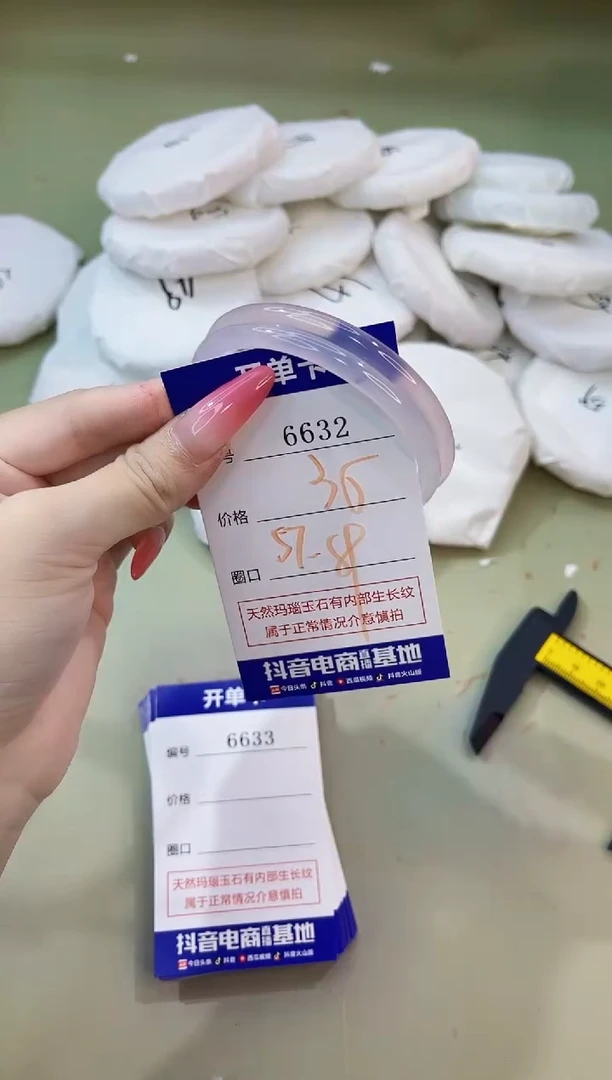 开单卡
号 6632
价格 36
圈口 57-8
天然玛瑙玉石有内部生长纹
属于正常情况介意慎拍
抖音电商直播基地
今日头条 抖音 西瓜视频 抖音火山版
开单
编号 6633
价格
圈口
天然玛瑙玉石有内部生长纹
属于正常情况介意慎拍
抖音电商直播基地
今日头条 抖音 西瓜视频 抖音火山版